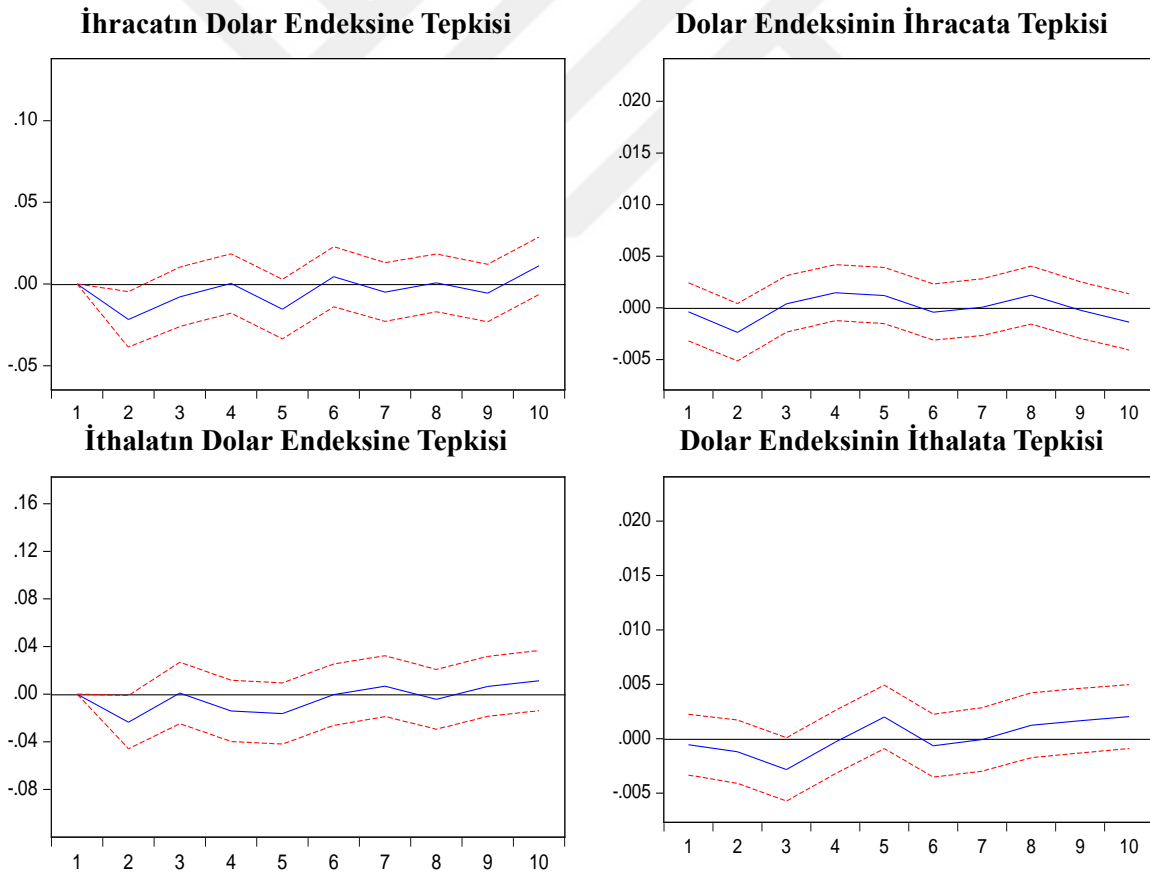 İhracatın Dolar Endeksine Tepkisi
.10
.05
.00
-.05
1 2 3 4 5 6 7 8 9 10
Dolar Endeksinin İhracata Tepkisi
.020
.015
.010
.005
.000
-.005
1 2 3 4 5 6 7 8 9 10
İthalatın Dolar Endeksine Tepkisi
.16
.12
.08
.04
.00
-.04
-.08
1 2 3 4 5 6 7 8 9 10
Dolar Endeksinin İthalata Tepkisi
.020
.015
.010
.005
.000
-.005
1 2 3 4 5 6 7 8 9 10